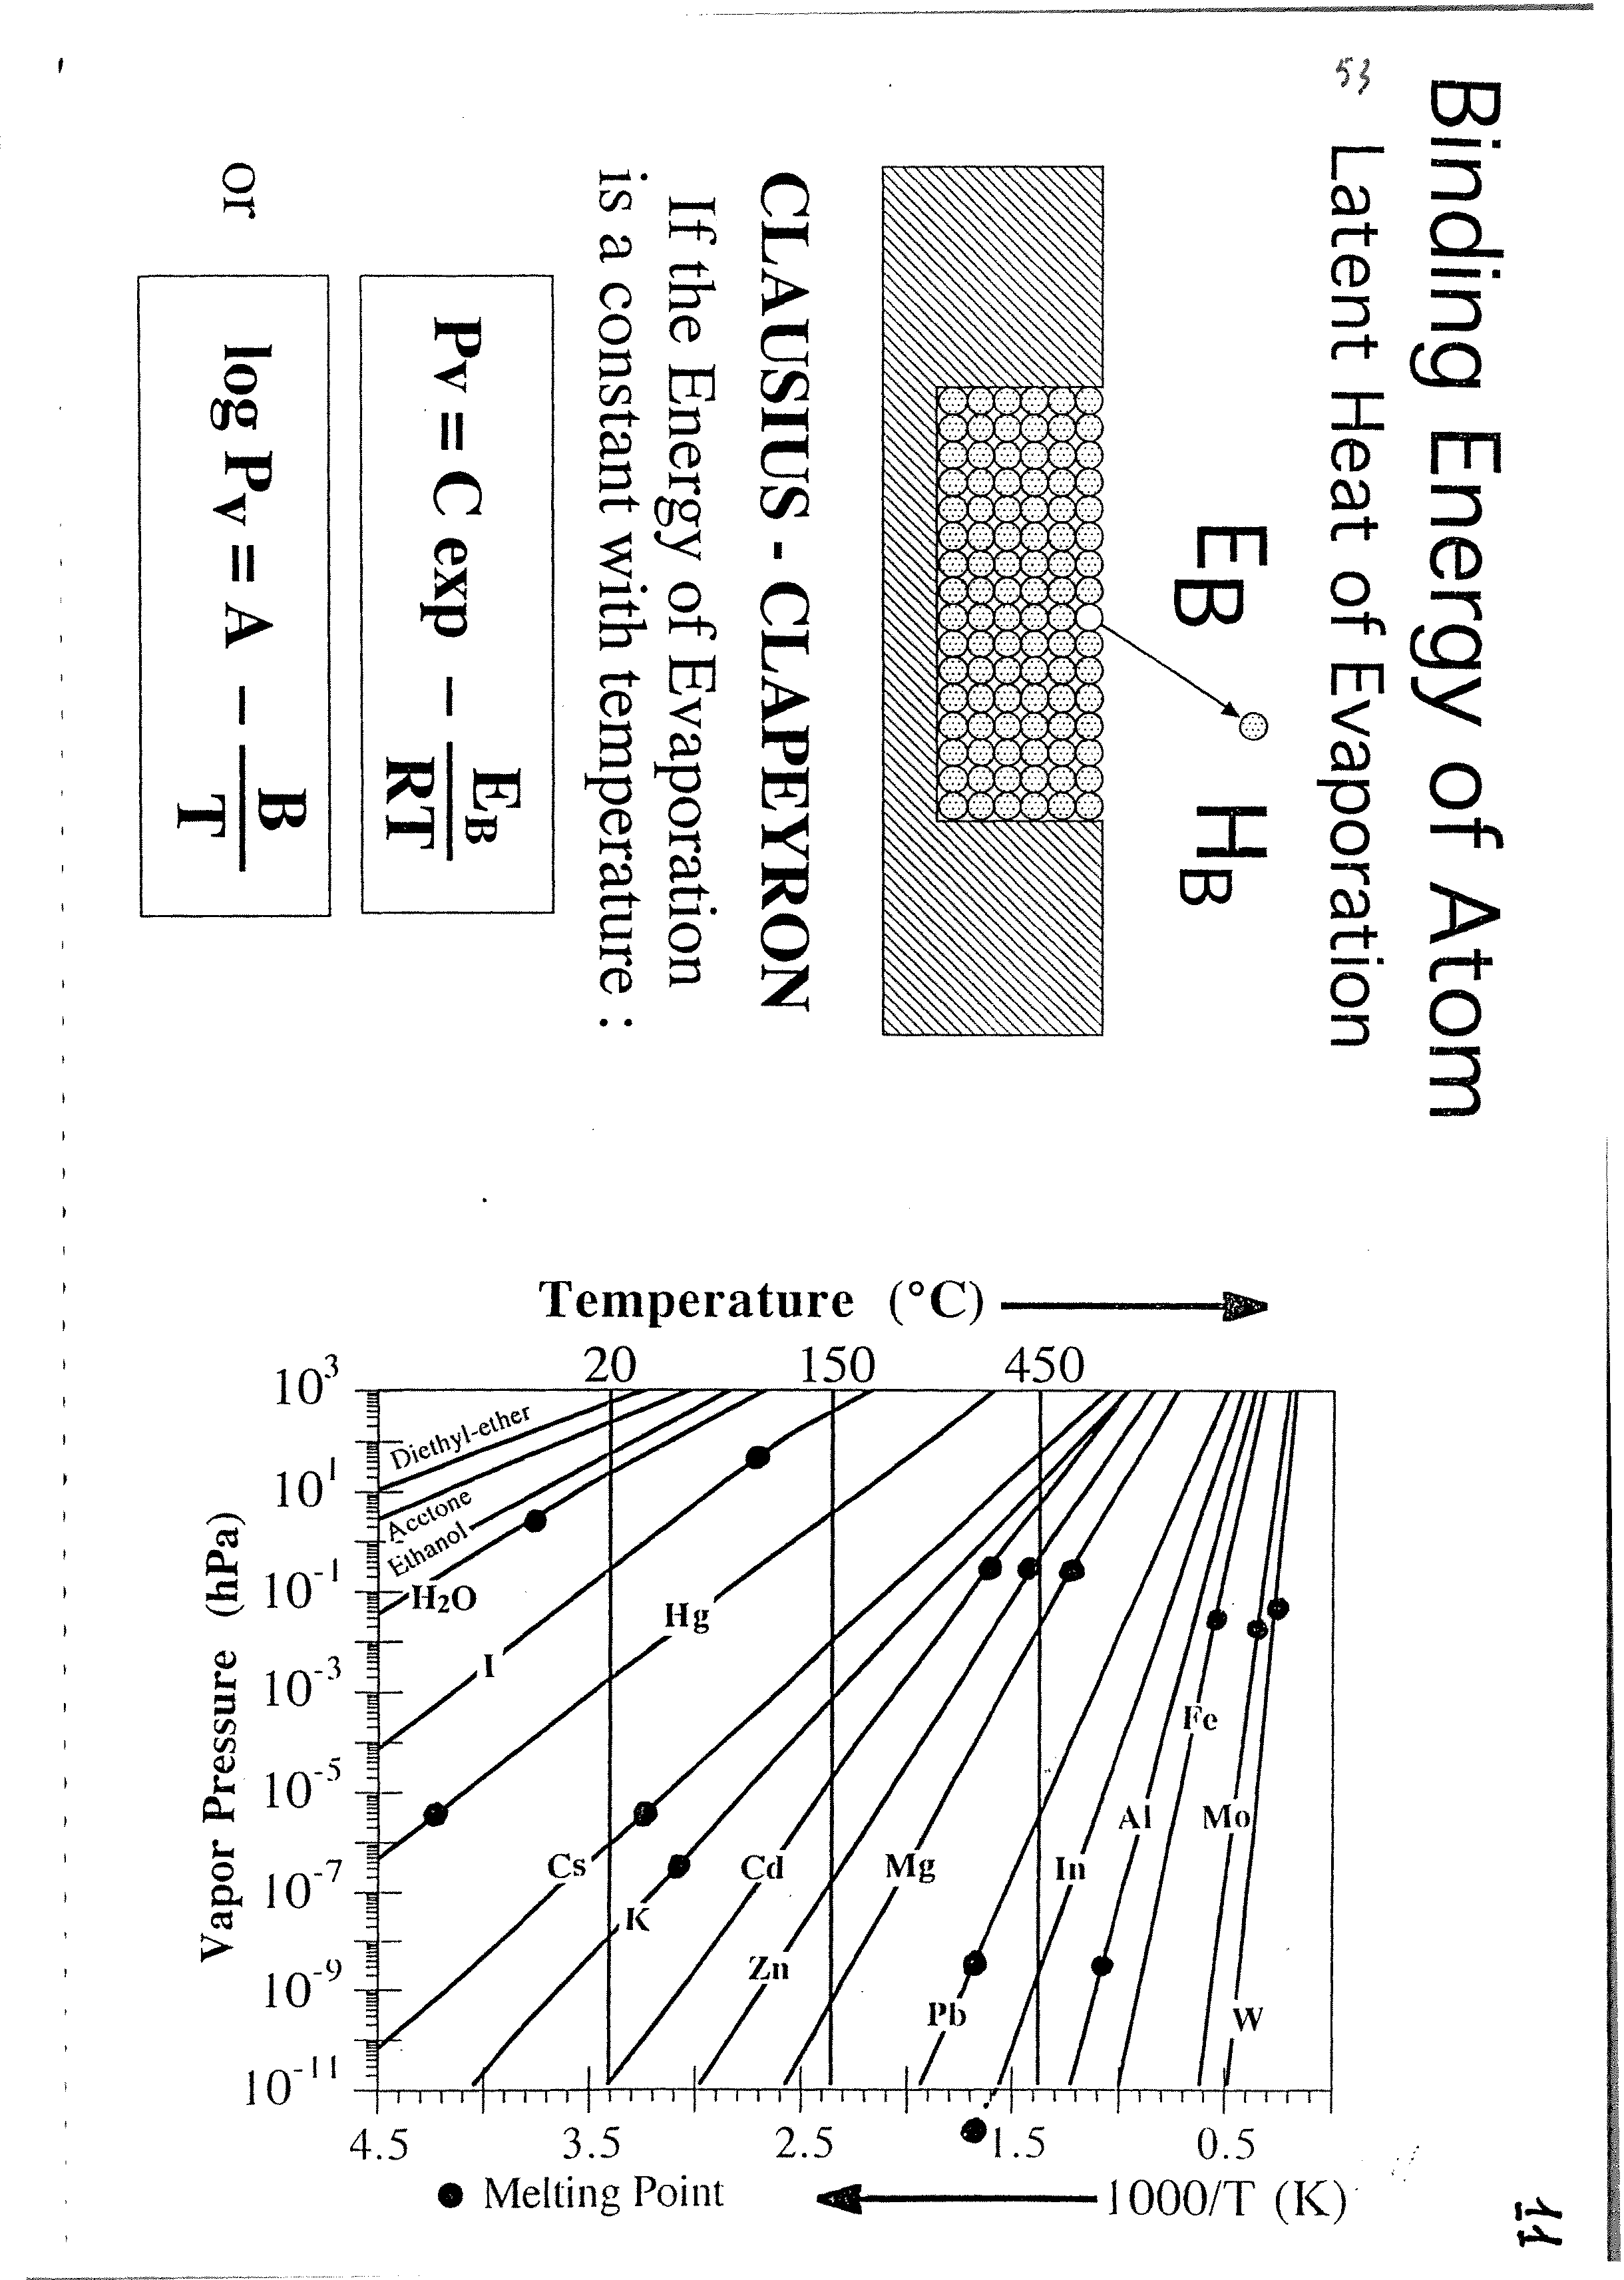 Binding Energy of Atom
53 Latent Heat of Evaporation
EB HB
CLAUSIUS - CLAPEYRON
If the Energy of Evaporation
is a constant with temperature :
Pv = C exp - EB
RT
or log Pv = A - B
T
Temperature (°C)
20 150 450
Vapor Pressure (hPa)
10³
10¹
10⁻¹
10⁻³
10⁻⁵
10⁻⁷
10⁻⁹
10⁻¹¹
Diethyl-ether
Acctone
Ethanol
H2O
I
Hg
Fe
Al Mo
Cs Cd Mg In
K
Zn
Pb W
4.5 3.5 2.5 1.5 0.5
Melting Point 1000/T (K)
11